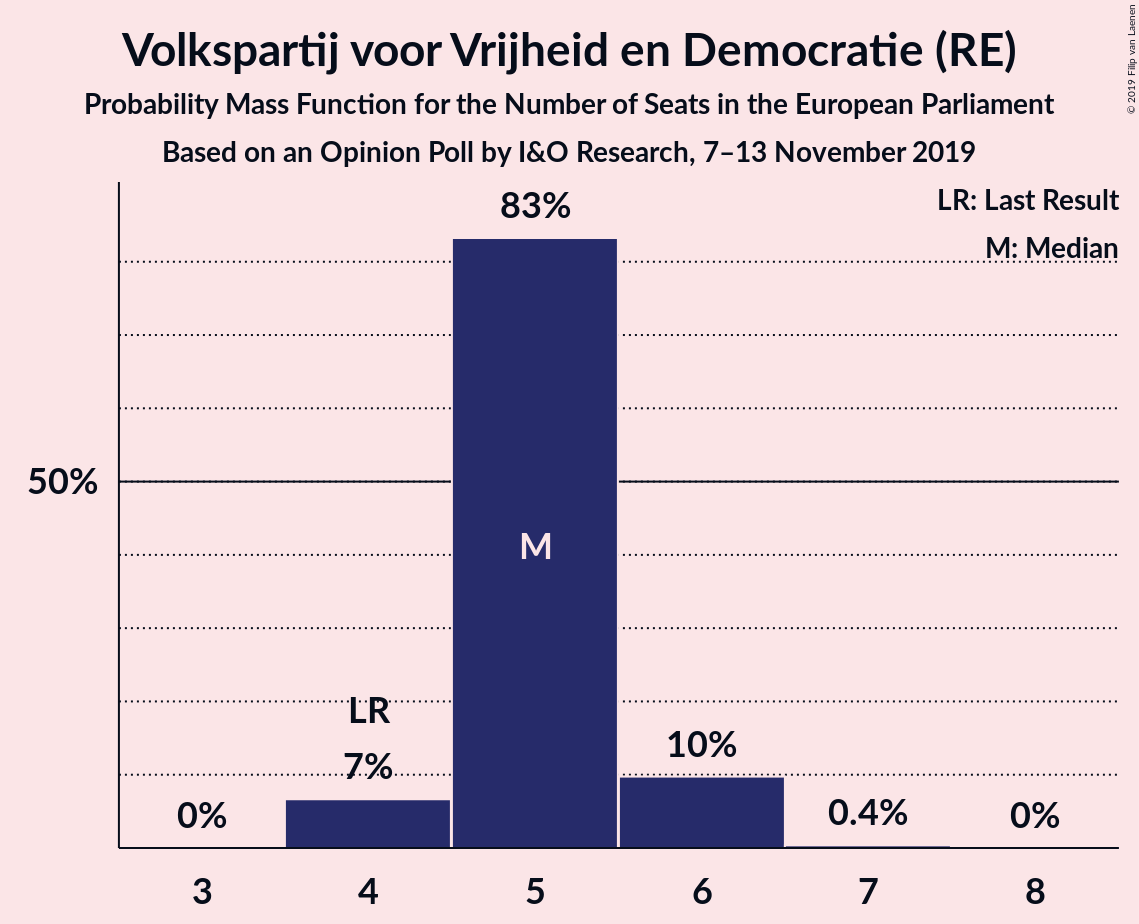 Volkspartij voor Vrijheid en Democratie (RE)
Probability Mass Function for the Number of Seats in the European Parliament
Based on an Opinion Poll by I&O Research, 7–13 November 2019
© 2019 Filip van Laenen
LR: Last Result
M: Median
83%
50%
M
LR
7%
10%
0%
0.4%
0%
3 4 5 6 7 8